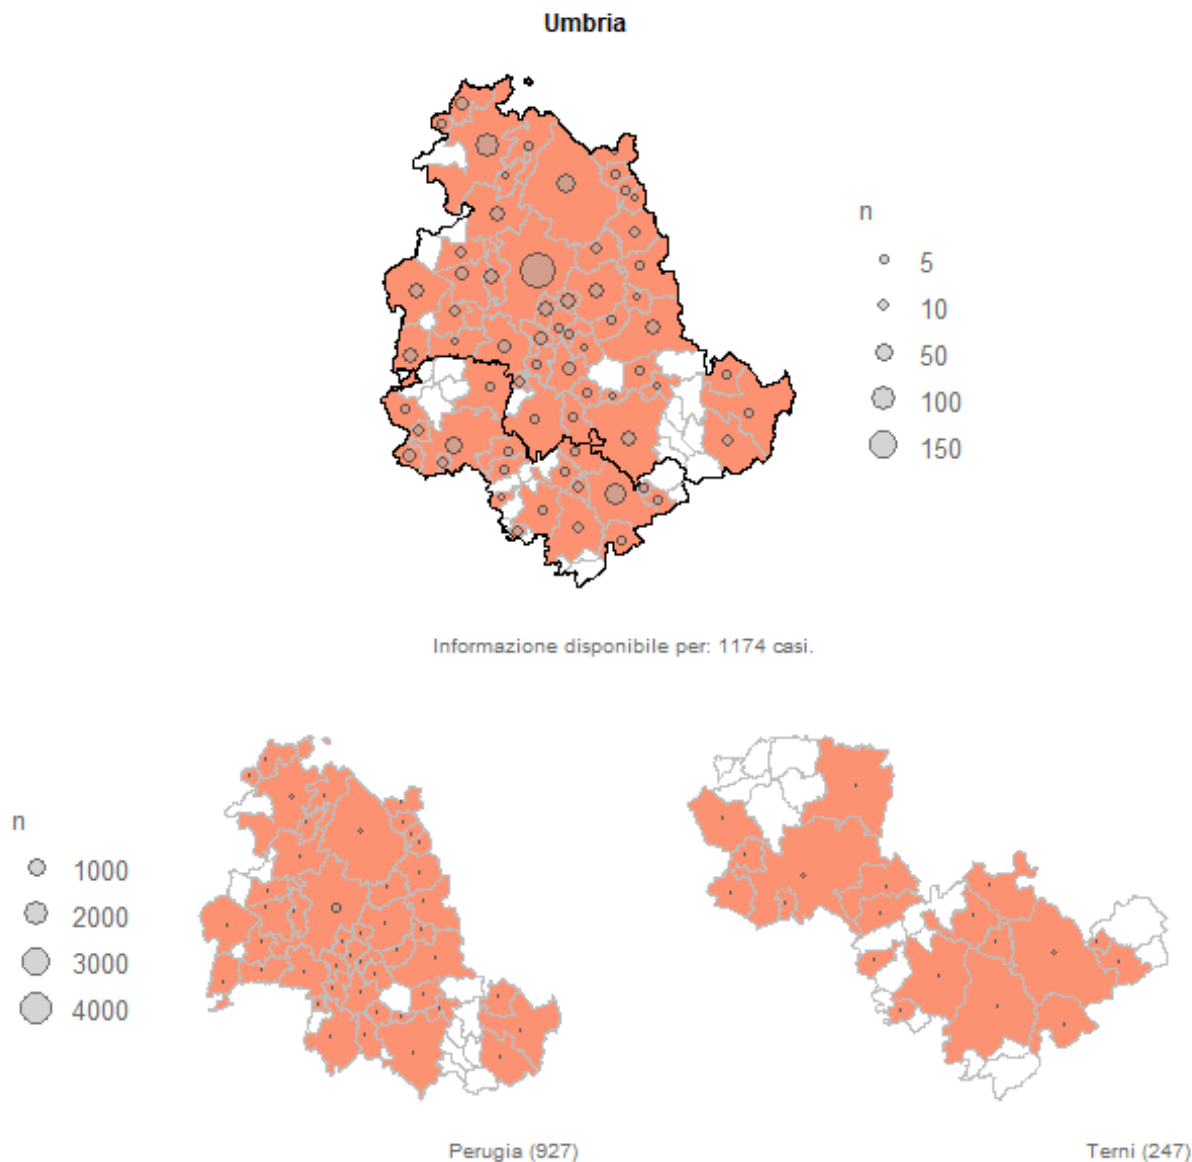 Umbria
n
5
10
50
100
150
Informazione disponibile per: 1174 casi.
n
1000
2000
3000
4000
Perugia (927)
Terni (247)